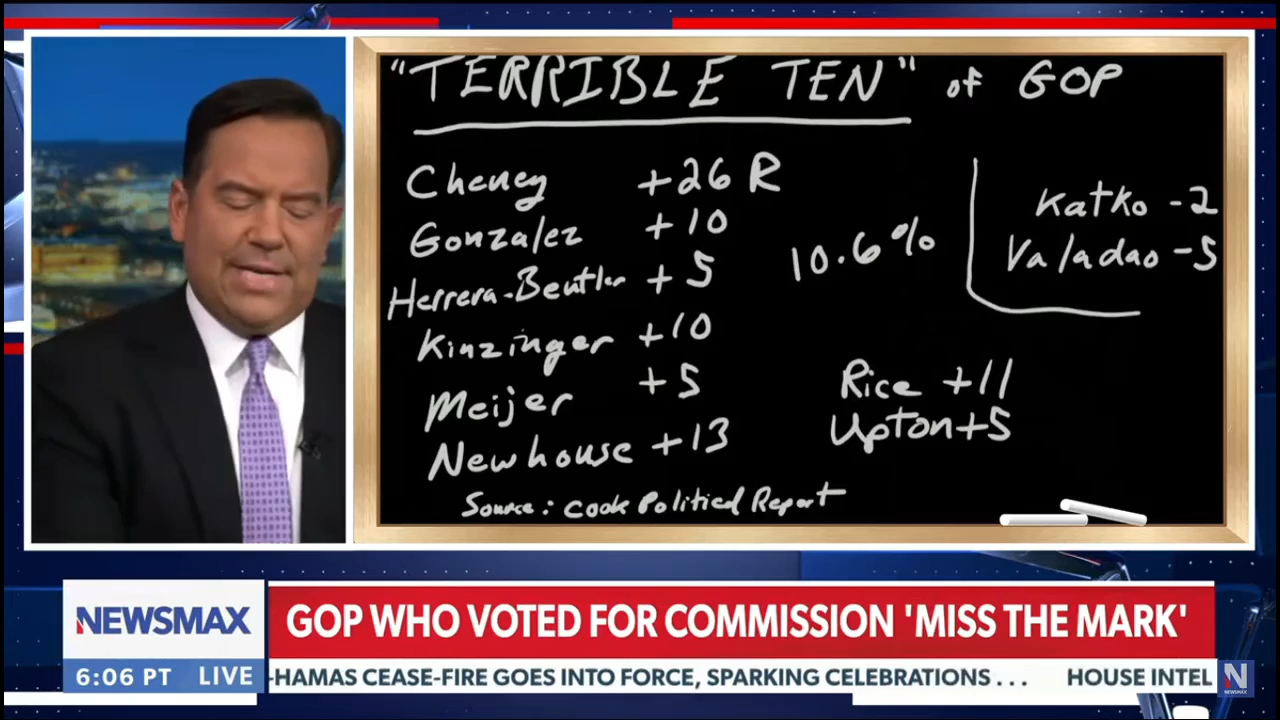 "TERRIBLE TEN" of GOP
Cheney +26 R
Gonzalez +10
Herrera-Beutler +5
Kinzinger +10
Meijer +5
Newhouse +13
10.6%
Katko -2
Valadao -5
Rice +11
Upton +5
Source: Cook Political Report
NEWSMAX
GOP WHO VOTED FOR COMMISSION 'MISS THE MARK'
6:06 PT LIVE
-HAMAS CEASE-FIRE GOES INTO FORCE, SPARKING CELEBRATIONS . . . HOUSE INTEL
N
NEWSMAX